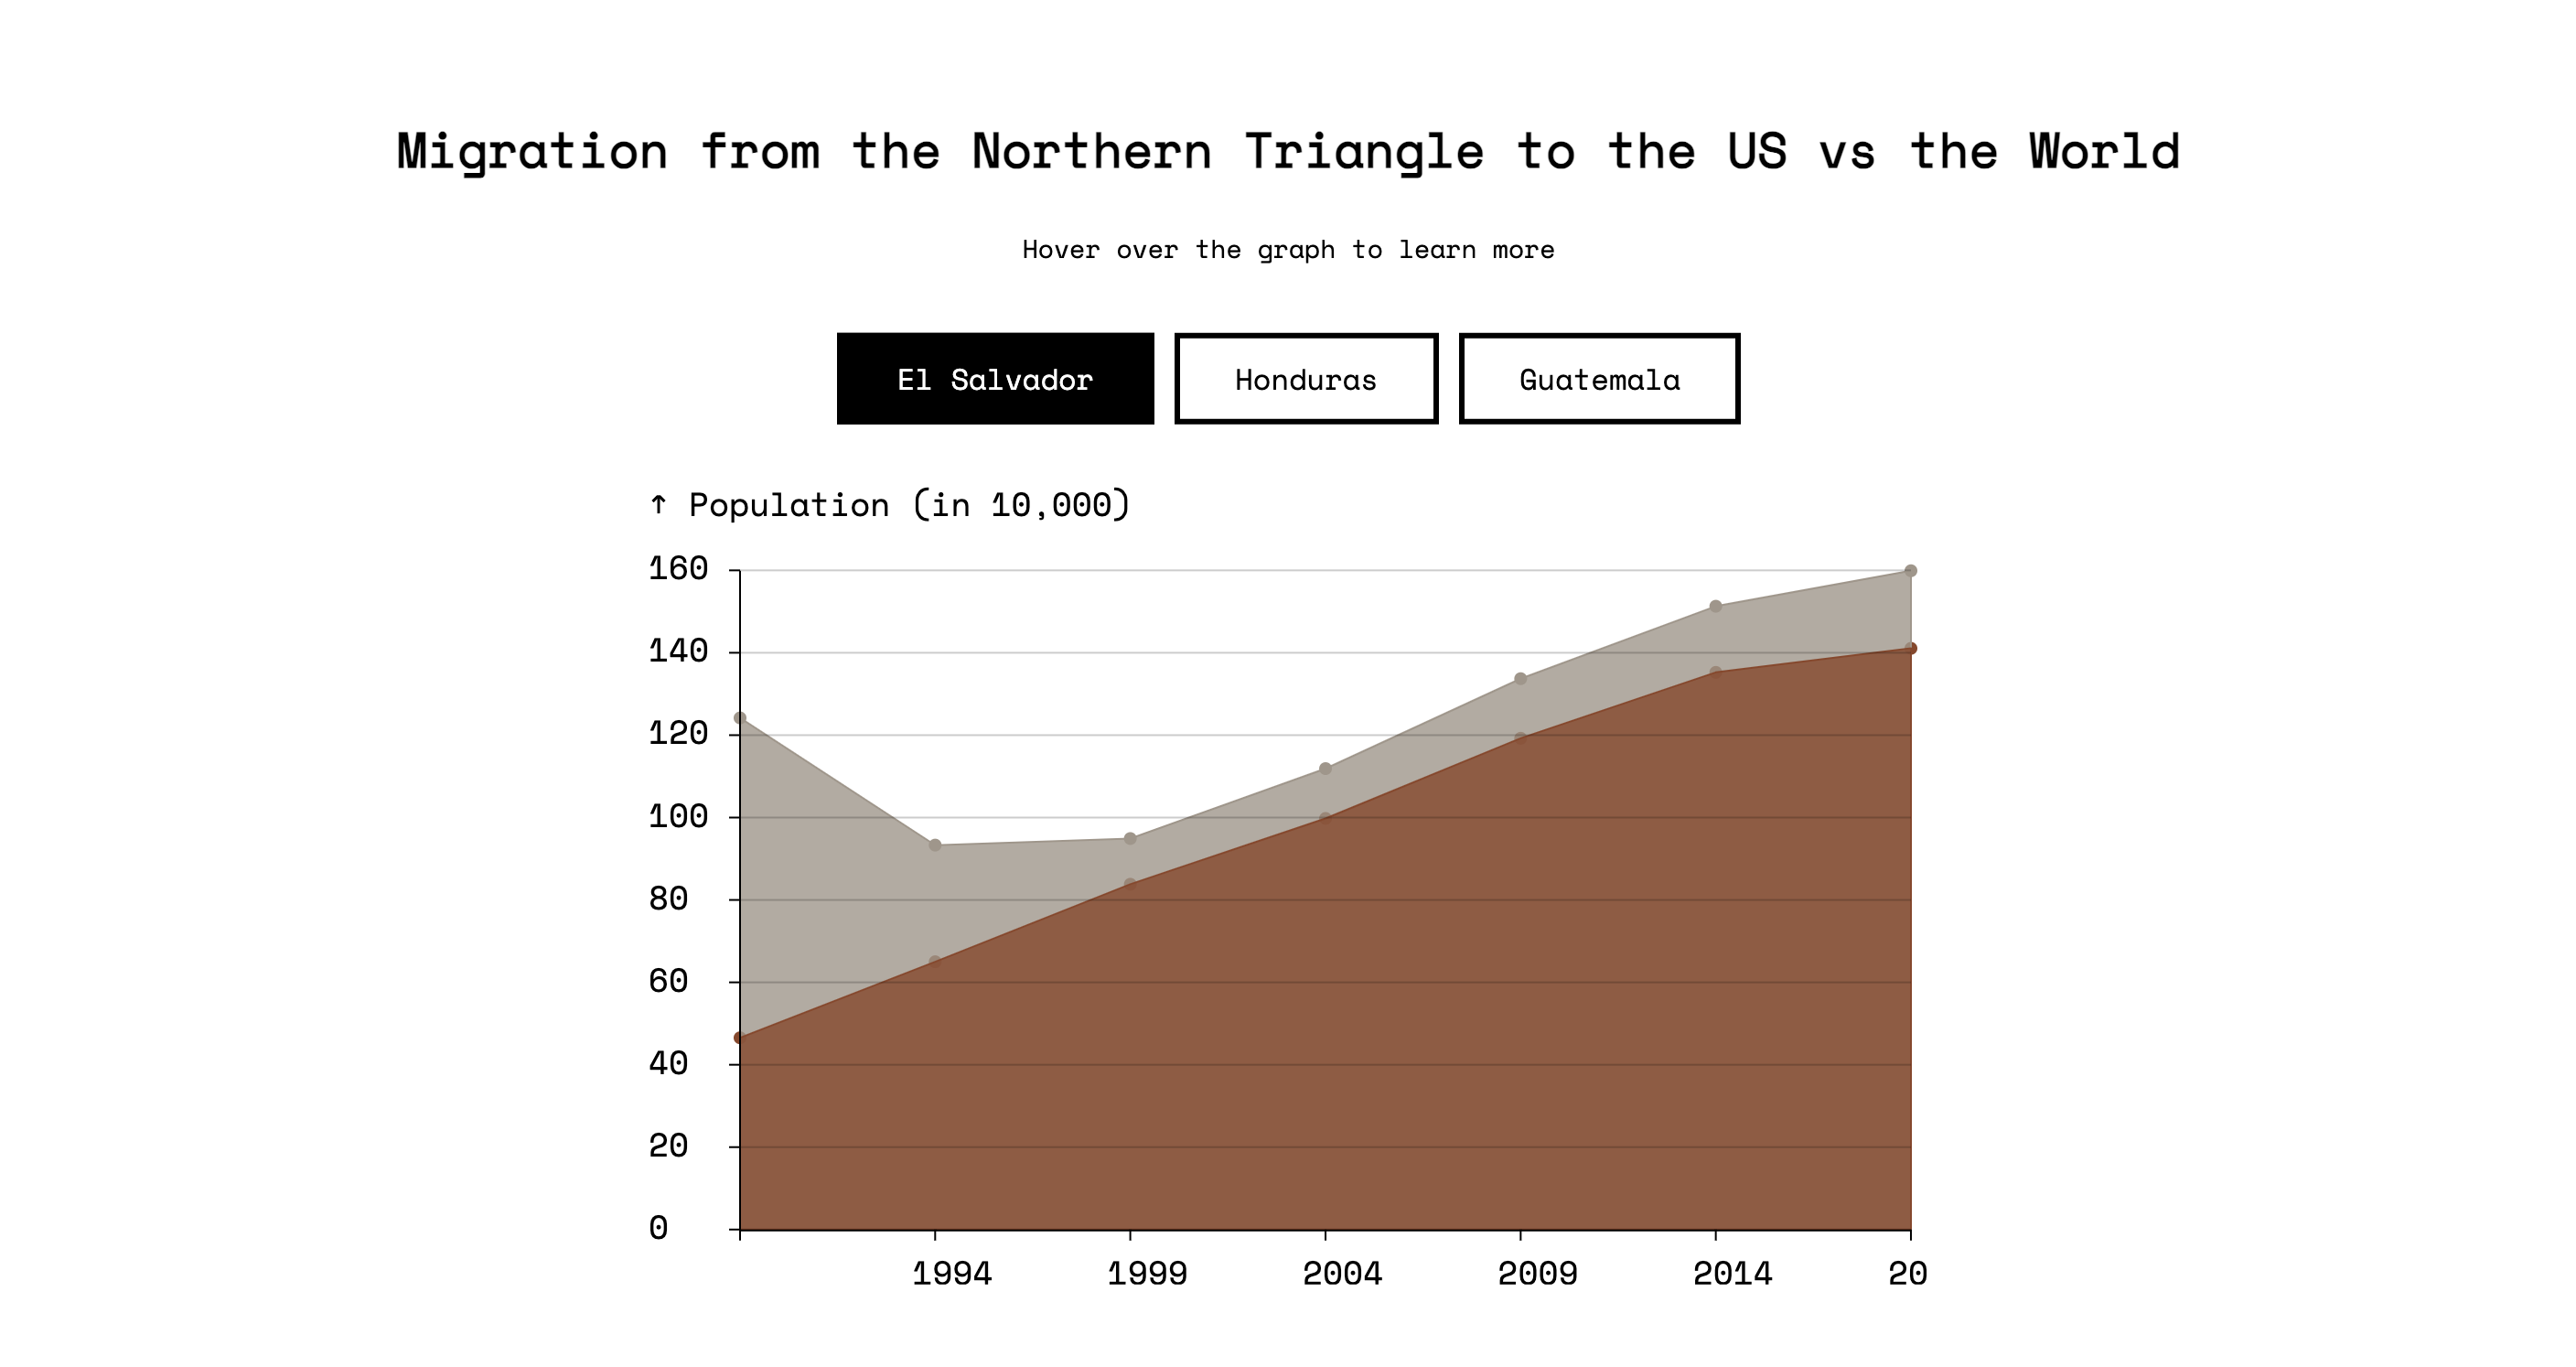 Migration from the Northern Triangle to the US vs the World
Hover over the graph to learn more
El Salvador
Honduras
Guatemala
↑ Population (in 10,000)
160
140
120
100
80
60
40
20
0
1994
1999
2004
2009
2014
20